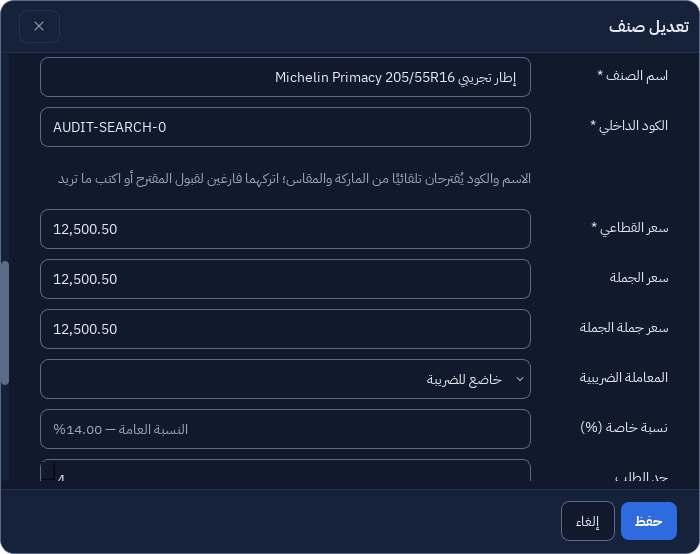 تعديل صنف
اسم الصنف *
إطار تجريبي Michelin Primacy 205/55R16
الكود الداخلي *
AUDIT-SEARCH-0
الاسم والكود يُقترحان تلقائيًا من الماركة والمقاس؛ اتركهما فارغين لقبول المقترح أو اكتب ما تريد
سعر القطاعي *
12,500.50
سعر الجملة
12,500.50
سعر جملة الجملة
12,500.50
المعاملة الضريبية
خاضع للضريبة
نسبة خاصة (%)
النسبة العامة — 14.00%
حد الطلب
4
حفظ
إلغاء